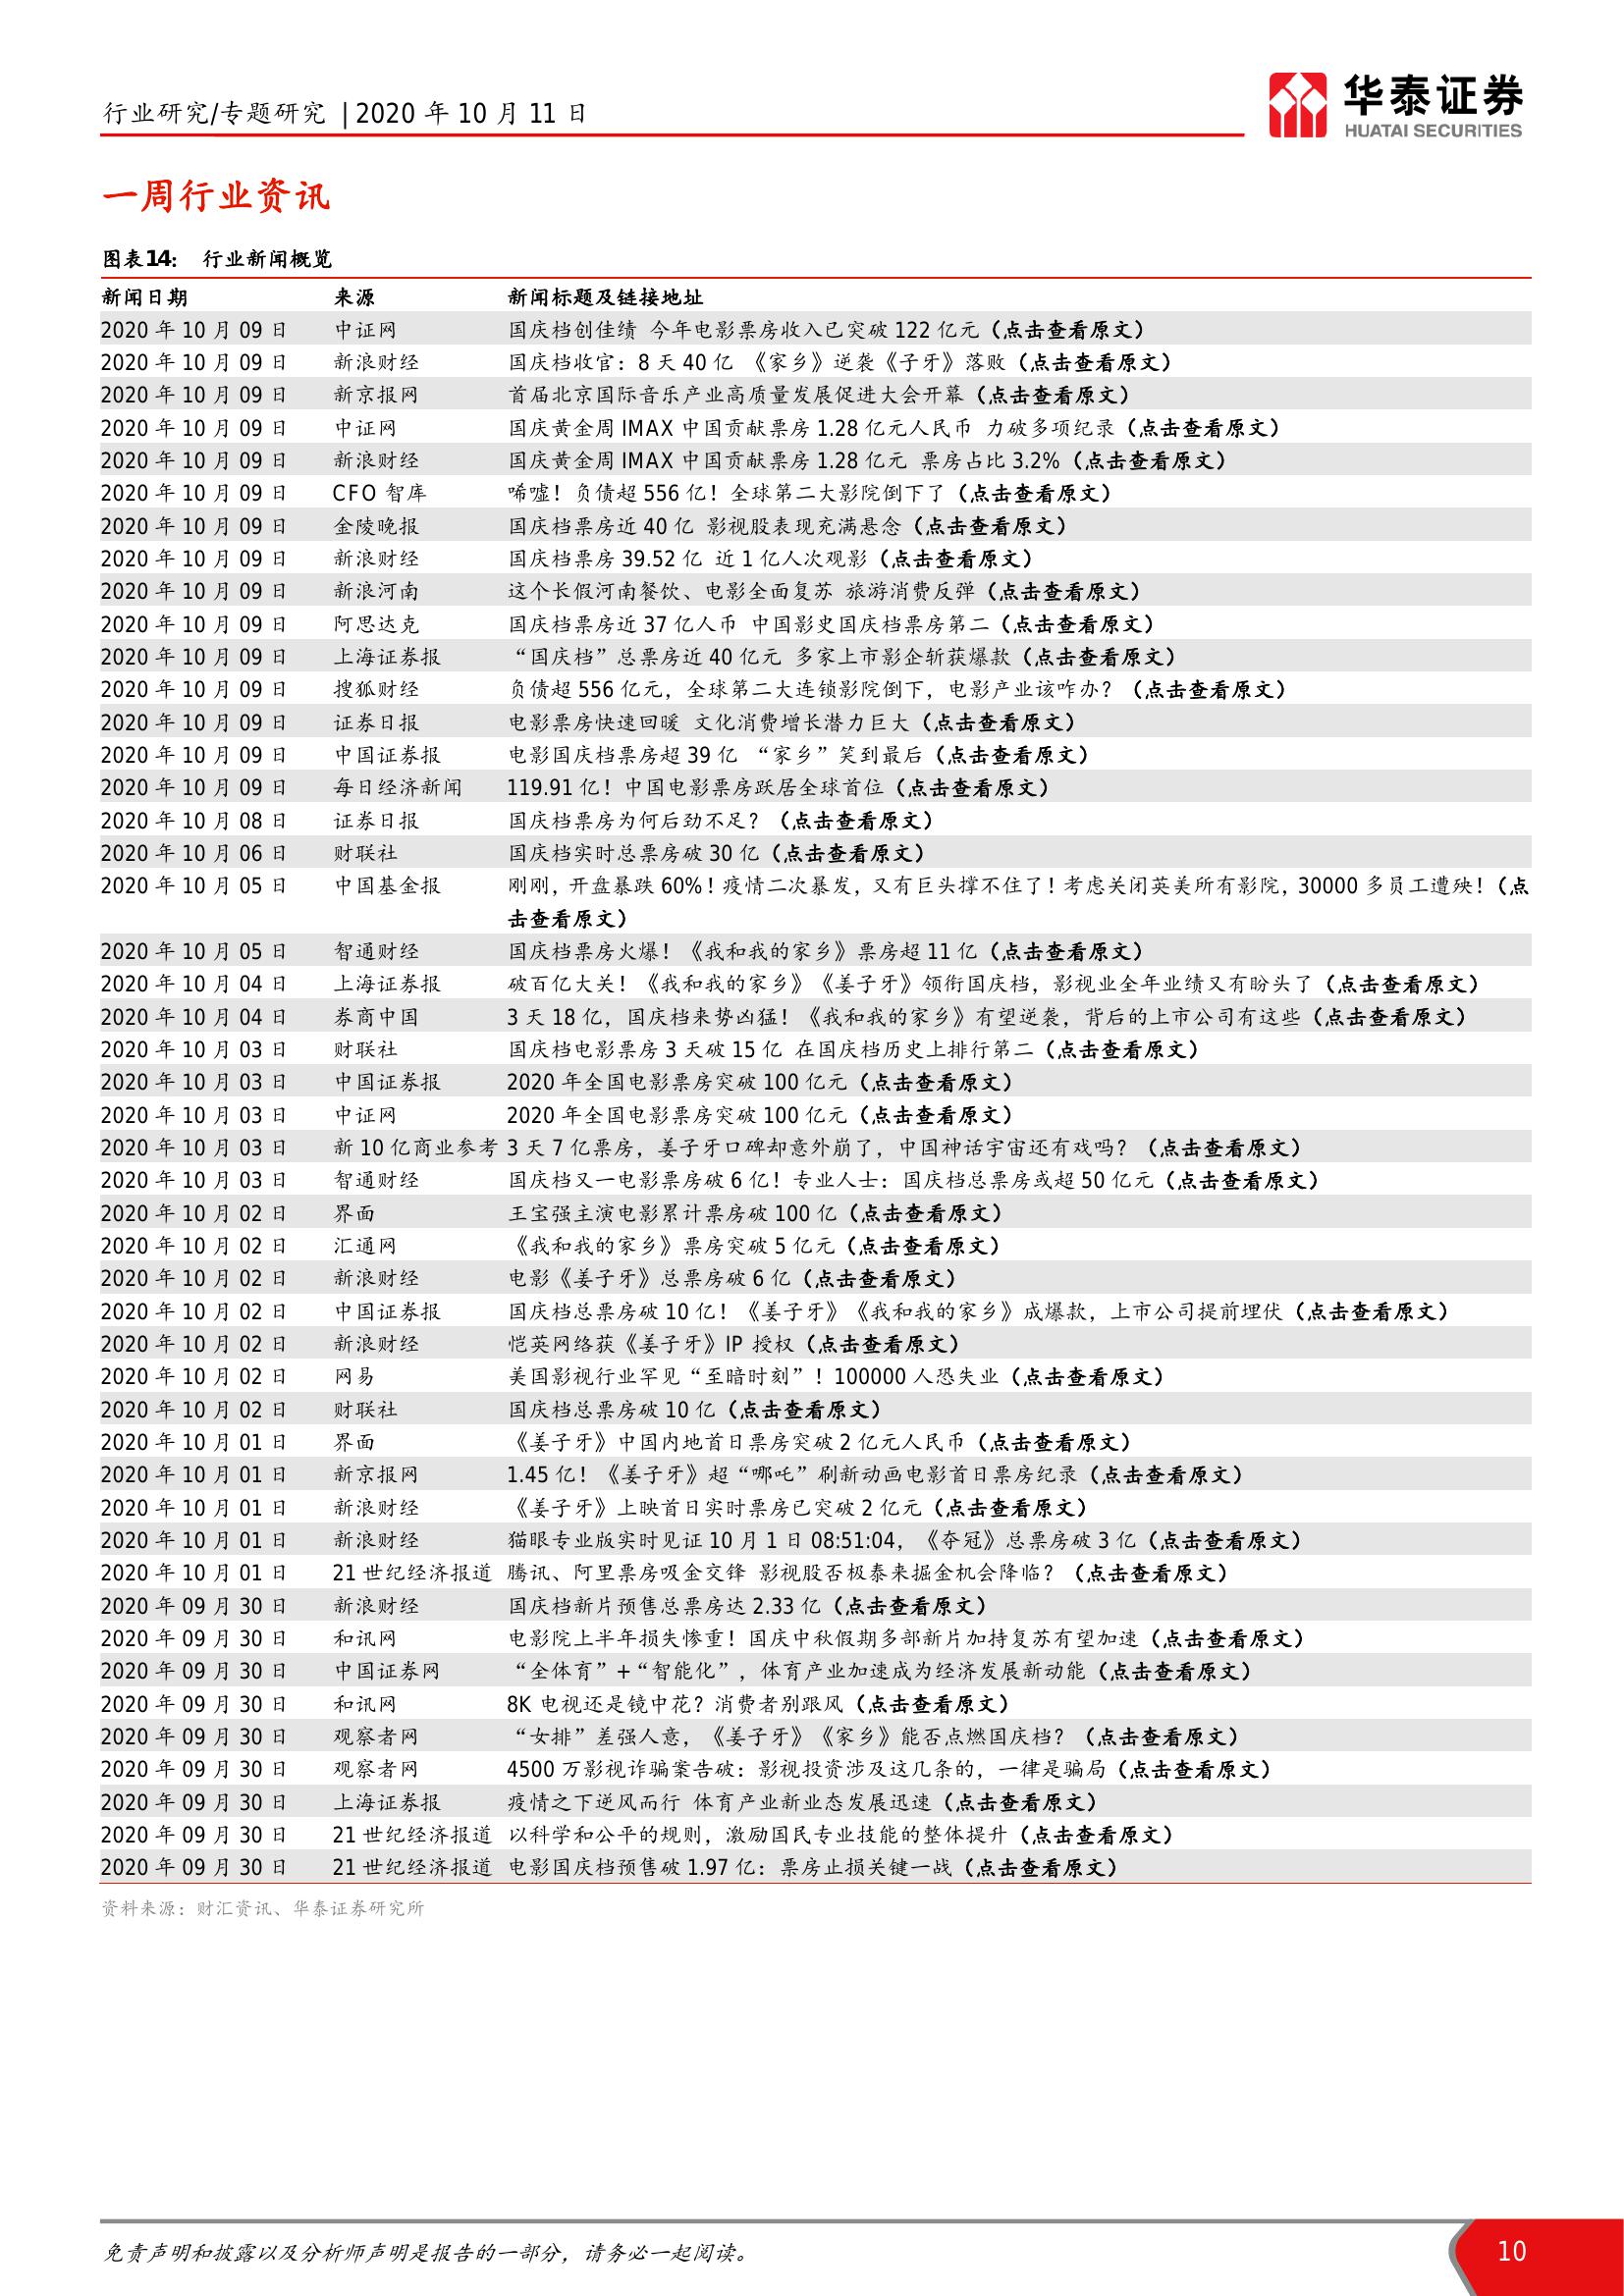 行业研究/专题研究 | 2020 年 10 月 11 日
华泰证券
HUATAI SECURITIES
一周行业资讯
图表14： 行业新闻概览
新闻日期 来源 新闻标题及链接地址
2020 年 10 月 09 日 中证网 国庆档创佳绩 今年电影票房收入已突破 122 亿元（点击查看原文）
2020 年 10 月 09 日 新浪财经 国庆档收官：8 天 40 亿 《家乡》逆袭《子牙》落败（点击查看原文）
2020 年 10 月 09 日 新京报网 首届北京国际音乐产业高质量发展促进大会开幕（点击查看原文）
2020 年 10 月 09 日 中证网 国庆黄金周 IMAX 中国贡献票房 1.28 亿元人民币 力破多项纪录（点击查看原文）
2020 年 10 月 09 日 新浪财经 国庆黄金周 IMAX 中国贡献票房 1.28 亿元 票房占比 3.2%（点击查看原文）
2020 年 10 月 09 日 CFO 智库 唏嘘！负债超 556 亿！全球第二大影院倒下了（点击查看原文）
2020 年 10 月 09 日 金陵晚报 国庆档票房近 40 亿 影视股表现充满悬念（点击查看原文）
2020 年 10 月 09 日 新浪财经 国庆档票房 39.52 亿 近 1 亿人次观影（点击查看原文）
2020 年 10 月 09 日 新浪河南 这个长假河南餐饮、电影全面复苏 旅游消费反弹（点击查看原文）
2020 年 10 月 09 日 阿思达克 国庆档票房近 37 亿人币 中国影史国庆档票房第二（点击查看原文）
2020 年 10 月 09 日 上海证券报 “国庆档”总票房近 40 亿元 多家上市影企斩获爆款（点击查看原文）
2020 年 10 月 09 日 搜狐财经 负债超 556 亿元，全球第二大连锁影院倒下，电影产业该咋办？（点击查看原文）
2020 年 10 月 09 日 证券日报 电影票房快速回暖 文化消费增长潜力巨大（点击查看原文）
2020 年 10 月 09 日 中国证券报 电影国庆档票房超 39 亿 “家乡”笑到最后（点击查看原文）
2020 年 10 月 09 日 每日经济新闻 119.91 亿！中国电影票房跃居全球首位（点击查看原文）
2020 年 10 月 08 日 证券日报 国庆档票房为何后劲不足？（点击查看原文）
2020 年 10 月 06 日 财联社 国庆档实时总票房破 30 亿（点击查看原文）
2020 年 10 月 05 日 中国基金报 刚刚，开盘暴跌 60%！疫情二次暴发，又有巨头撑不住了！考虑关闭英美所有影院，30000 多员工遭殃！（点
击查看原文）
2020 年 10 月 05 日 智通财经 国庆档票房火爆！《我和我的家乡》票房超 11 亿（点击查看原文）
2020 年 10 月 04 日 上海证券报 破百亿大关！《我和我的家乡》《姜子牙》领衔国庆档，影视业全年业绩又有盼头了（点击查看原文）
2020 年 10 月 04 日 券商中国 3 天 18 亿，国庆档来势凶猛！《我和我的家乡》有望逆袭，背后的上市公司有这些（点击查看原文）
2020 年 10 月 03 日 财联社 国庆档电影票房 3 天破 15 亿 在国庆档历史上排行第二（点击查看原文）
2020 年 10 月 03 日 中国证券报 2020 年全国电影票房突破 100 亿元（点击查看原文）
2020 年 10 月 03 日 中证网 2020 年全国电影票房突破 100 亿元（点击查看原文）
2020 年 10 月 03 日 新 10 亿商业参考 3 天 7 亿票房，姜子牙口碑却意外崩了，中国神话宇宙还有戏吗？（点击查看原文）
2020 年 10 月 03 日 智通财经 国庆档又一电影票房破 6 亿！专业人士：国庆档总票房或超 50 亿元（点击查看原文）
2020 年 10 月 02 日 界面 王宝强主演电影累计票房破 100 亿（点击查看原文）
2020 年 10 月 02 日 汇通网 《我和我的家乡》票房突破 5 亿元（点击查看原文）
2020 年 10 月 02 日 新浪财经 电影《姜子牙》总票房破 6 亿（点击查看原文）
2020 年 10 月 02 日 中国证券报 国庆档总票房破 10 亿！《姜子牙》《我和我的家乡》成爆款，上市公司提前埋伏（点击查看原文）
2020 年 10 月 02 日 新浪财经 恺英网络获《姜子牙》IP 授权（点击查看原文）
2020 年 10 月 02 日 网易 美国影视行业罕见“至暗时刻”！100000 人恐失业（点击查看原文）
2020 年 10 月 02 日 财联社 国庆档总票房破 10 亿（点击查看原文）
2020 年 10 月 01 日 界面 《姜子牙》中国内地首日票房突破 2 亿元人民币（点击查看原文）
2020 年 10 月 01 日 新京报网 1.45 亿！《姜子牙》超“哪吒”刷新动画电影首日票房纪录（点击查看原文）
2020 年 10 月 01 日 新浪财经 《姜子牙》上映首日实时票房已突破 2 亿元（点击查看原文）
2020 年 10 月 01 日 新浪财经 猫眼专业版实时见证 10 月 1 日 08:51:04，《夺冠》总票房破 3 亿（点击查看原文）
2020 年 10 月 01 日 21 世纪经济报道 腾讯、阿里票房吸金交锋 影视股否极泰来掘金机会降临？（点击查看原文）
2020 年 09 月 30 日 新浪财经 国庆档新片预售总票房达 2.33 亿（点击查看原文）
2020 年 09 月 30 日 和讯网 电影院上半年损失惨重！国庆中秋假期多部新片加持复苏有望加速（点击查看原文）
2020 年 09 月 30 日 中国证券网 “全体育”+“智能化”，体育产业加速成为经济发展新动能（点击查看原文）
2020 年 09 月 30 日 和讯网 8K 电视还是镜中花？消费者别跟风（点击查看原文）
2020 年 09 月 30 日 观察者网 “女排”差强人意，《姜子牙》《家乡》能否点燃国庆档？（点击查看原文）
2020 年 09 月 30 日 观察者网 4500 万影视诈骗案告破：影视投资涉及这几条的，一律是骗局（点击查看原文）
2020 年 09 月 30 日 上海证券报 疫情之下逆风而行 体育产业新业态发展迅速（点击查看原文）
2020 年 09 月 30 日 21 世纪经济报道 以科学和公平的规则，激励国民专业技能的整体提升（点击查看原文）
2020 年 09 月 30 日 21 世纪经济报道 电影国庆档预售破 1.97 亿：票房止损关键一战（点击查看原文）
资料来源：财汇资讯、华泰证券研究所
免责声明和披露以及分析师声明是报告的一部分，请务必一起阅读。
10